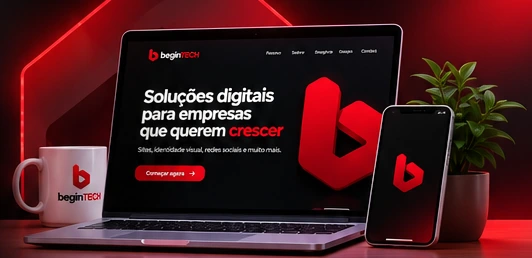 beginTECH
Soluções digitais
para empresas
que querem crescer
Sites, identidade visual, redes sociais e muito mais.
Começar agora →
beginTECH